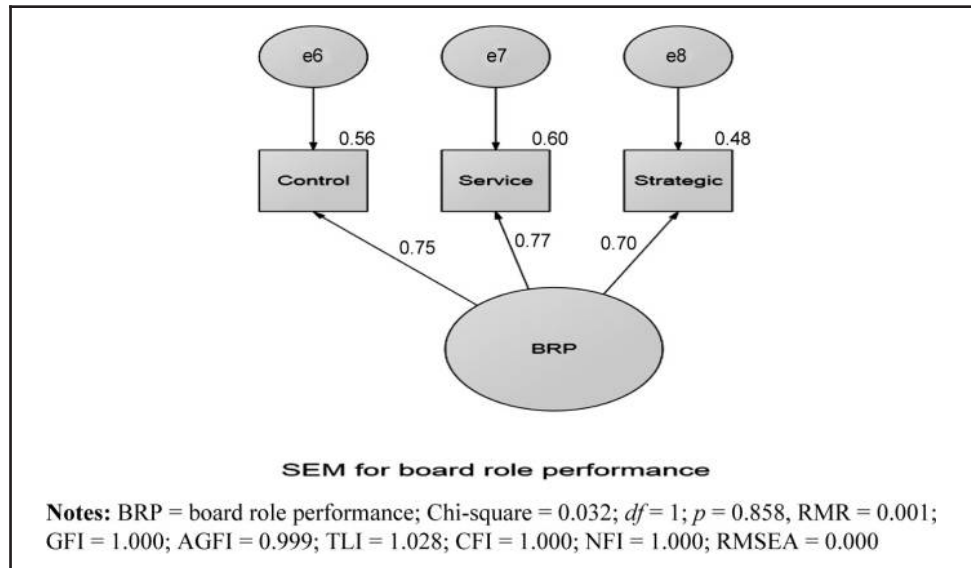 e6 e7 e8
0.56 0.60 0.48
Control Service Strategic
0.75 0.77 0.70
BRP
SEM for board role performance
Notes: BRP = board role performance; Chi-square = 0.032; df = 1; p = 0.858, RMR = 0.001;
GFI = 1.000; AGFI = 0.999; TLI = 1.028; CFI = 1.000; NFI = 1.000; RMSEA = 0.000